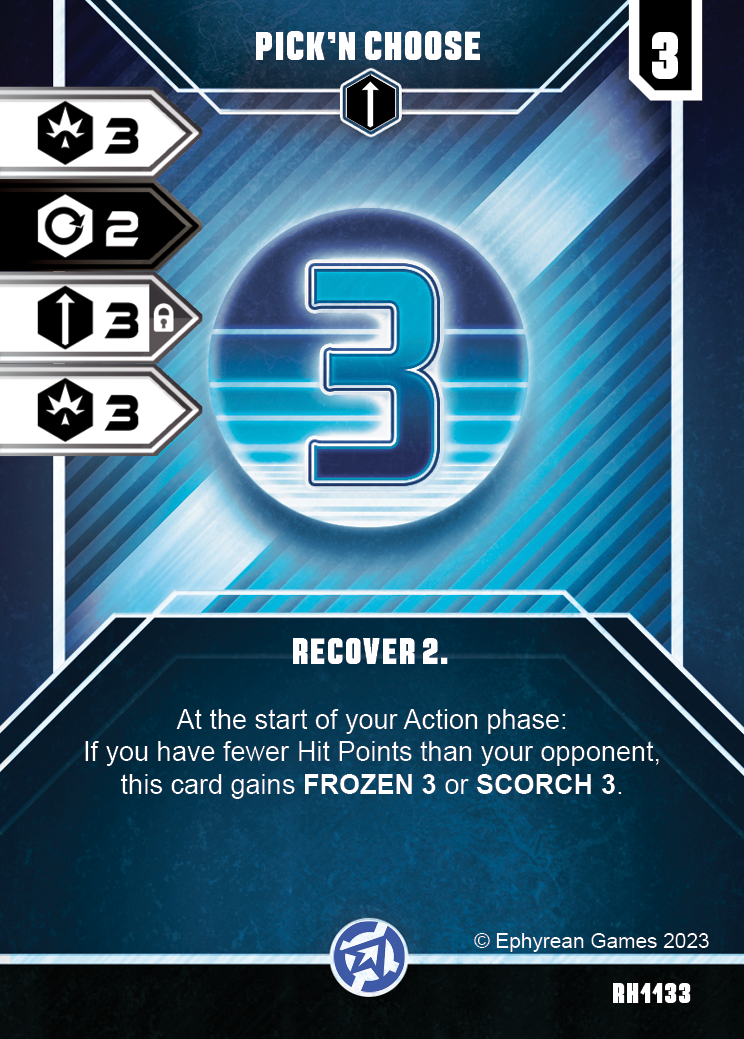 PICK'N CHOOSE
3
3
2
3
3
3
RECOVER 2.
At the start of your Action phase:
If you have fewer Hit Points than your opponent,
this card gains FROZEN 3 or SCORCH 3.
© Ephyrean Games 2023
RH1133